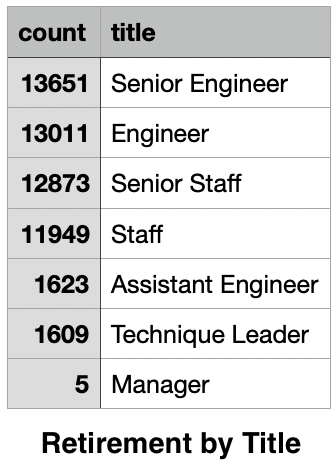 count title
13651 Senior Engineer
13011 Engineer
12873 Senior Staff
11949 Staff
1623 Assistant Engineer
1609 Technique Leader
5 Manager
Retirement by Title